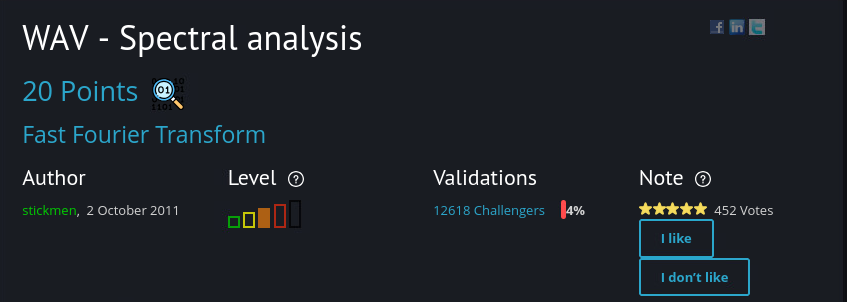 WAV - Spectral analysis
20 Points
Fast Fourier Transform
Author
Level
Validations
Note
stickmen, 2 October 2011
12618 Challengers 4%
452 Votes
I like
I don't like